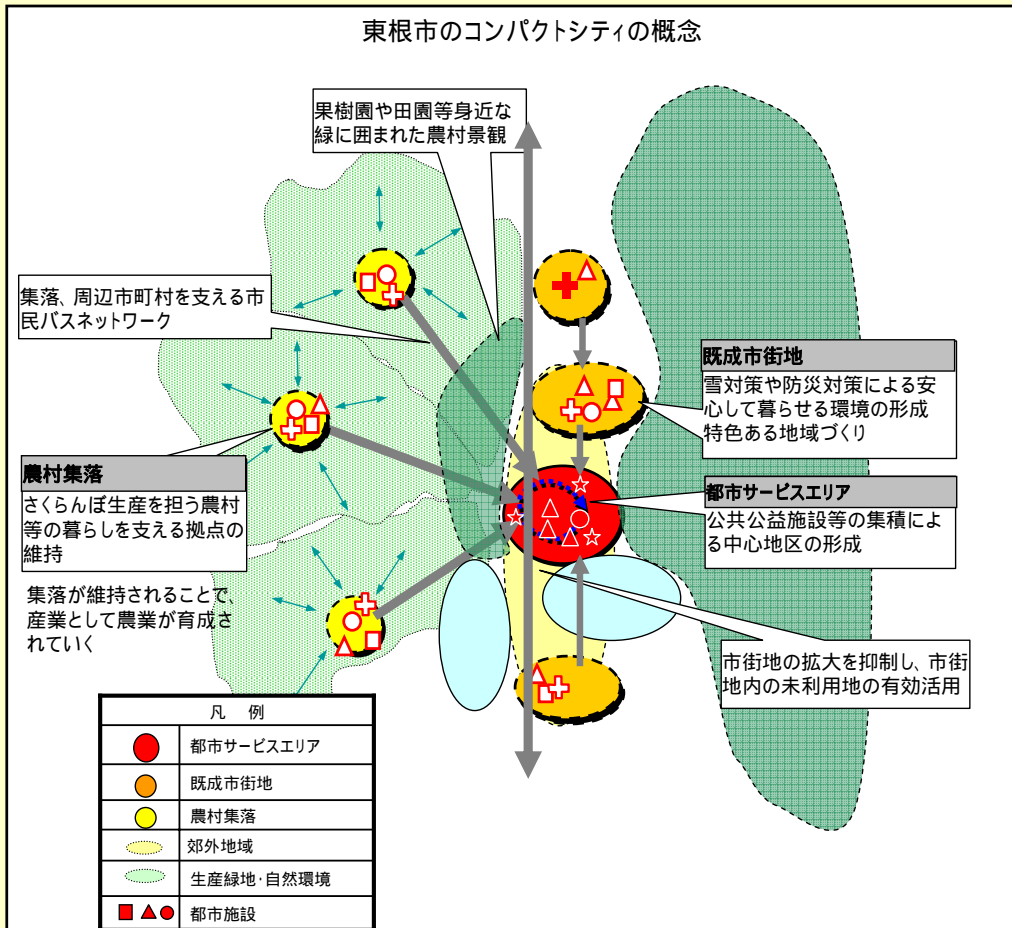 東根市のコンパクトシティの概念
果樹園や田園等身近な
緑に囲まれた農村景観
集落、周辺市町村を支える市
民バスネットワーク
既成市街地
雪対策や防災対策による安
心して暮らせる環境の形成
特色ある地域づくり
農村集落
さくらんぼ生産を担う農村
等の暮らしを支える拠点の
維持
都市サービスエリア
公共公益施設等の集積によ
る中心地区の形成
集落が維持されることで、
産業として農業が育成さ
れていく
市街地の拡大を抑制し、市街
地内の未利用地の有効活用
凡 例
都市サービスエリア
既成市街地
農村集落
郊外地域
生産緑地・自然環境
都市施設